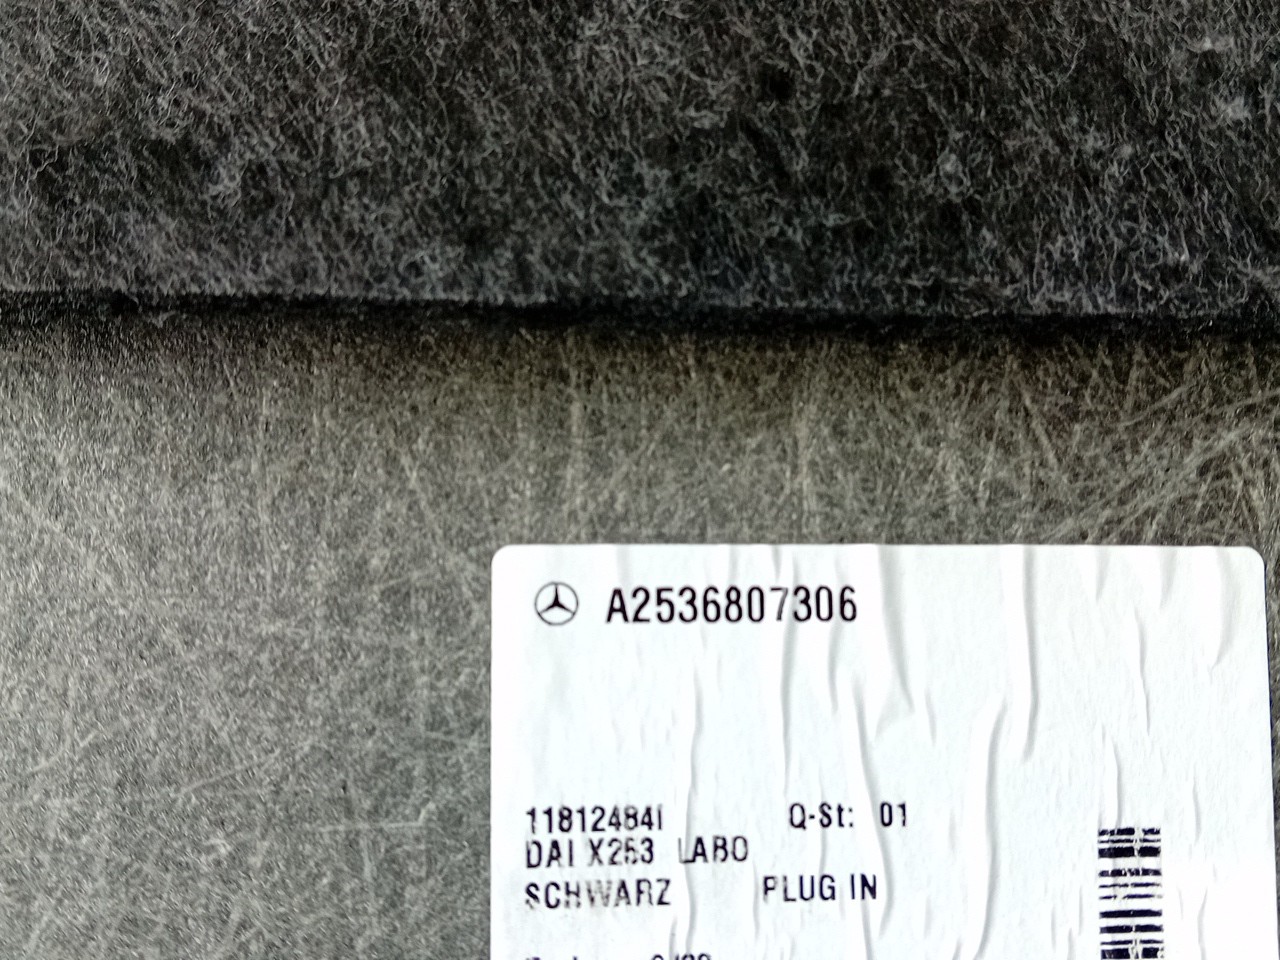 A2536807306
118124841 Q-St: 01
DAI X253 LABO
SCHWARZ PLUG IN